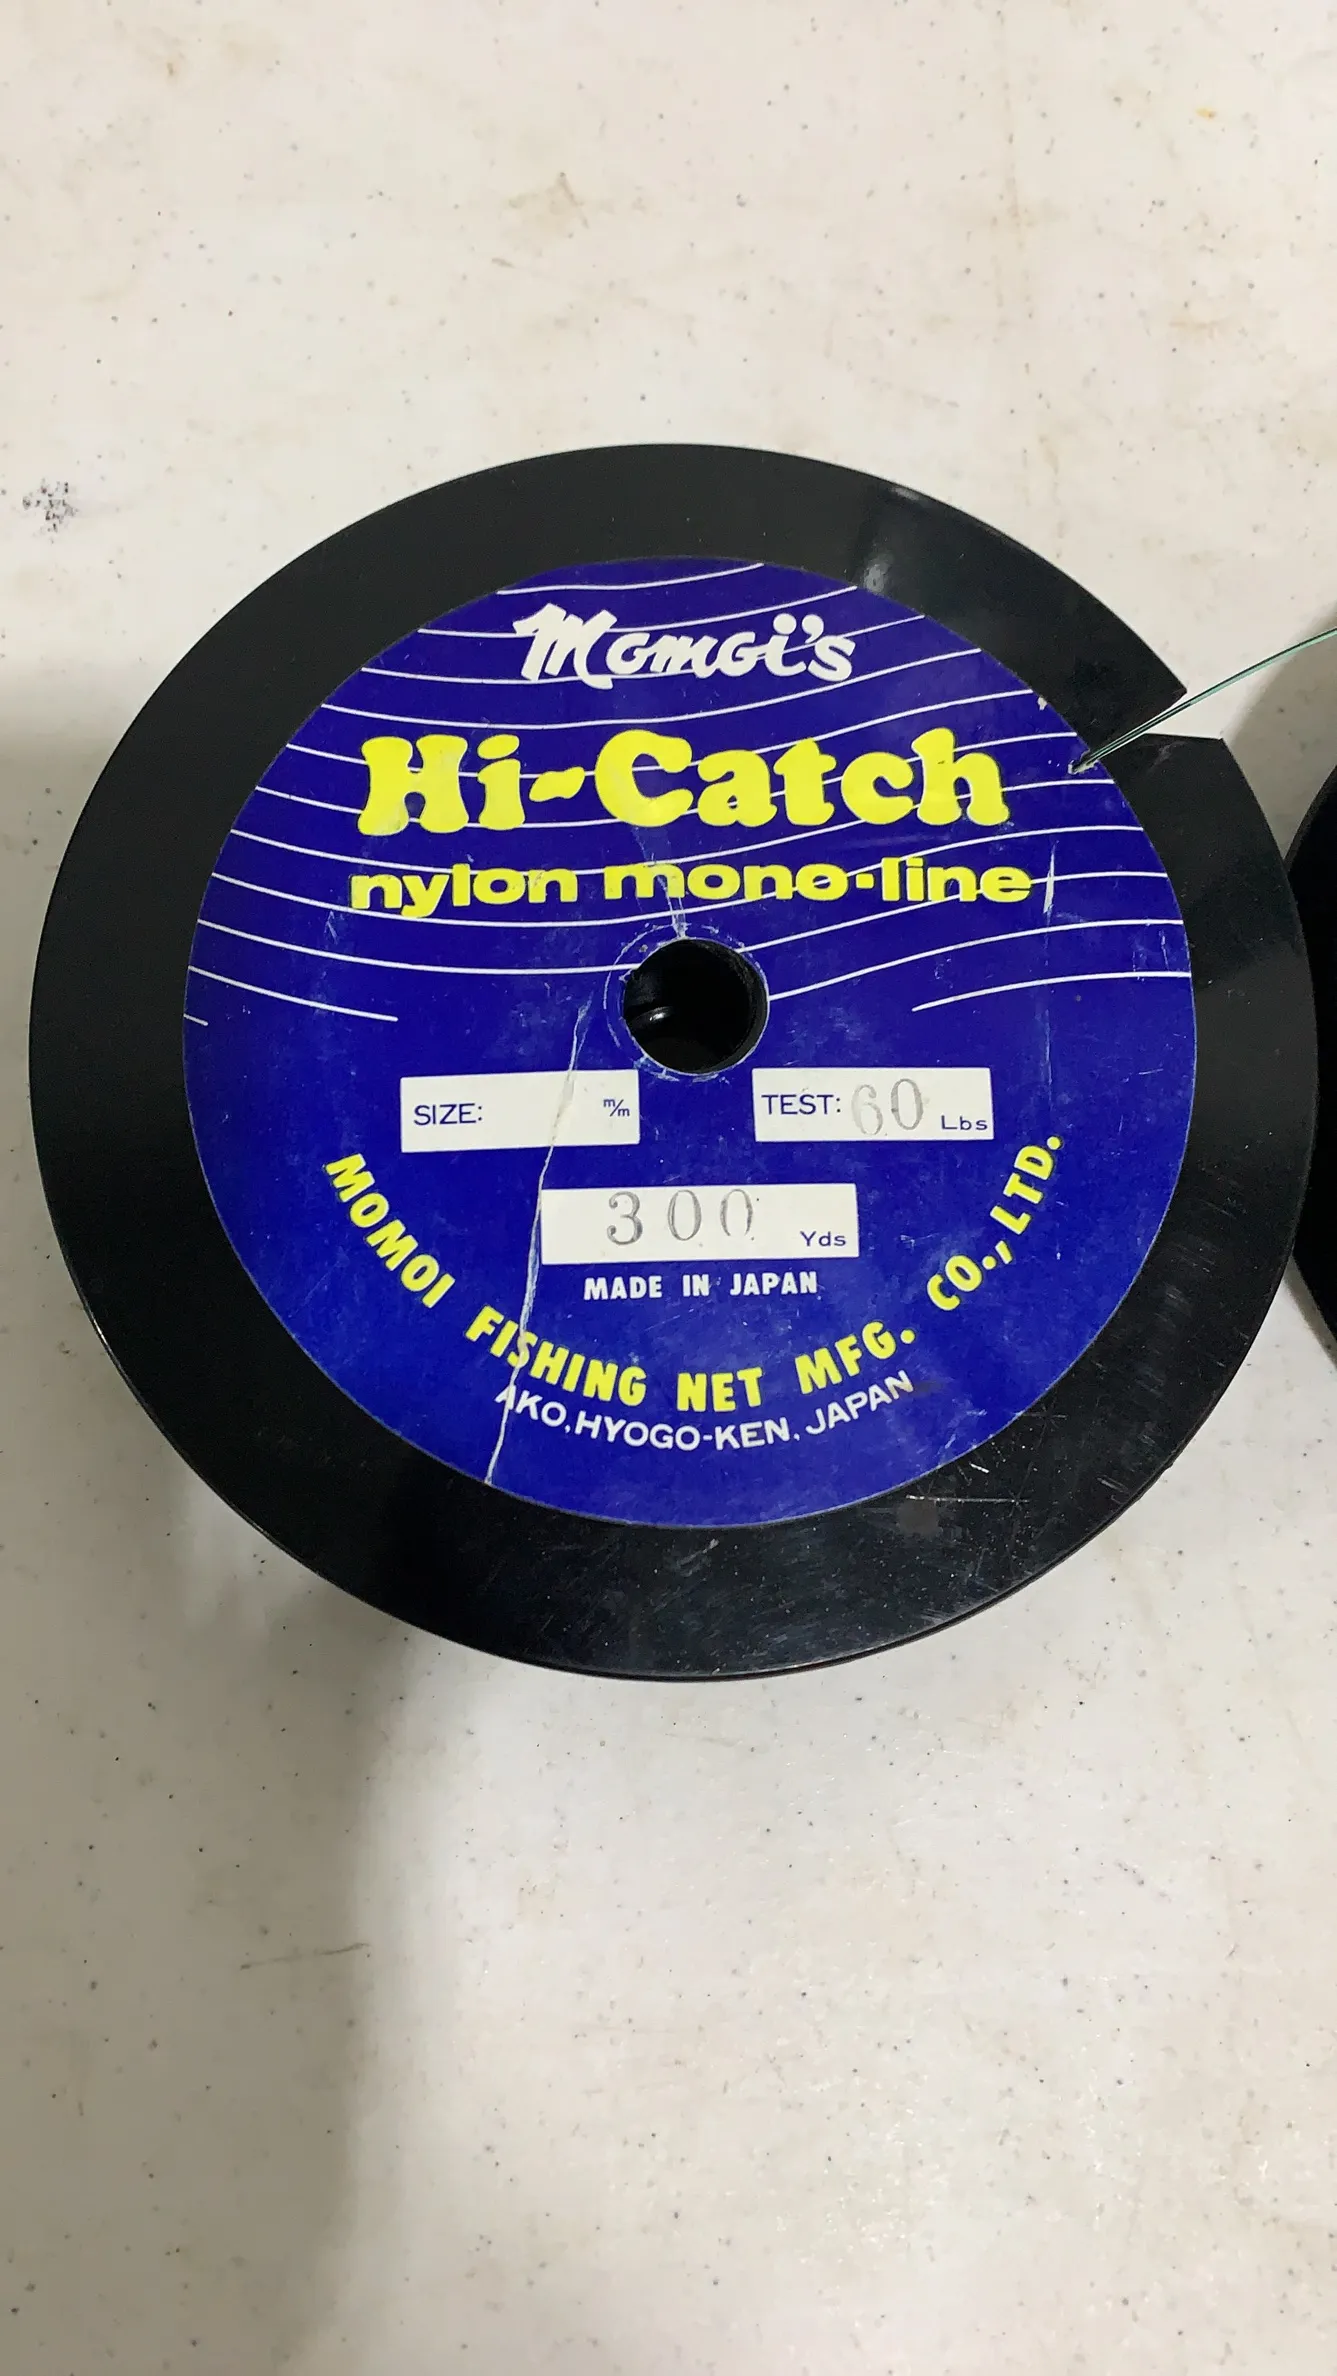 Momoi's
Hi-Catch
nylon mono-line
SIZE: m/m
TEST: 60 Lbs
300 Yds
MADE IN JAPAN
MOMOI FISHING NET MFG. CO., LTD.
AKO, HYOGO-KEN, JAPAN